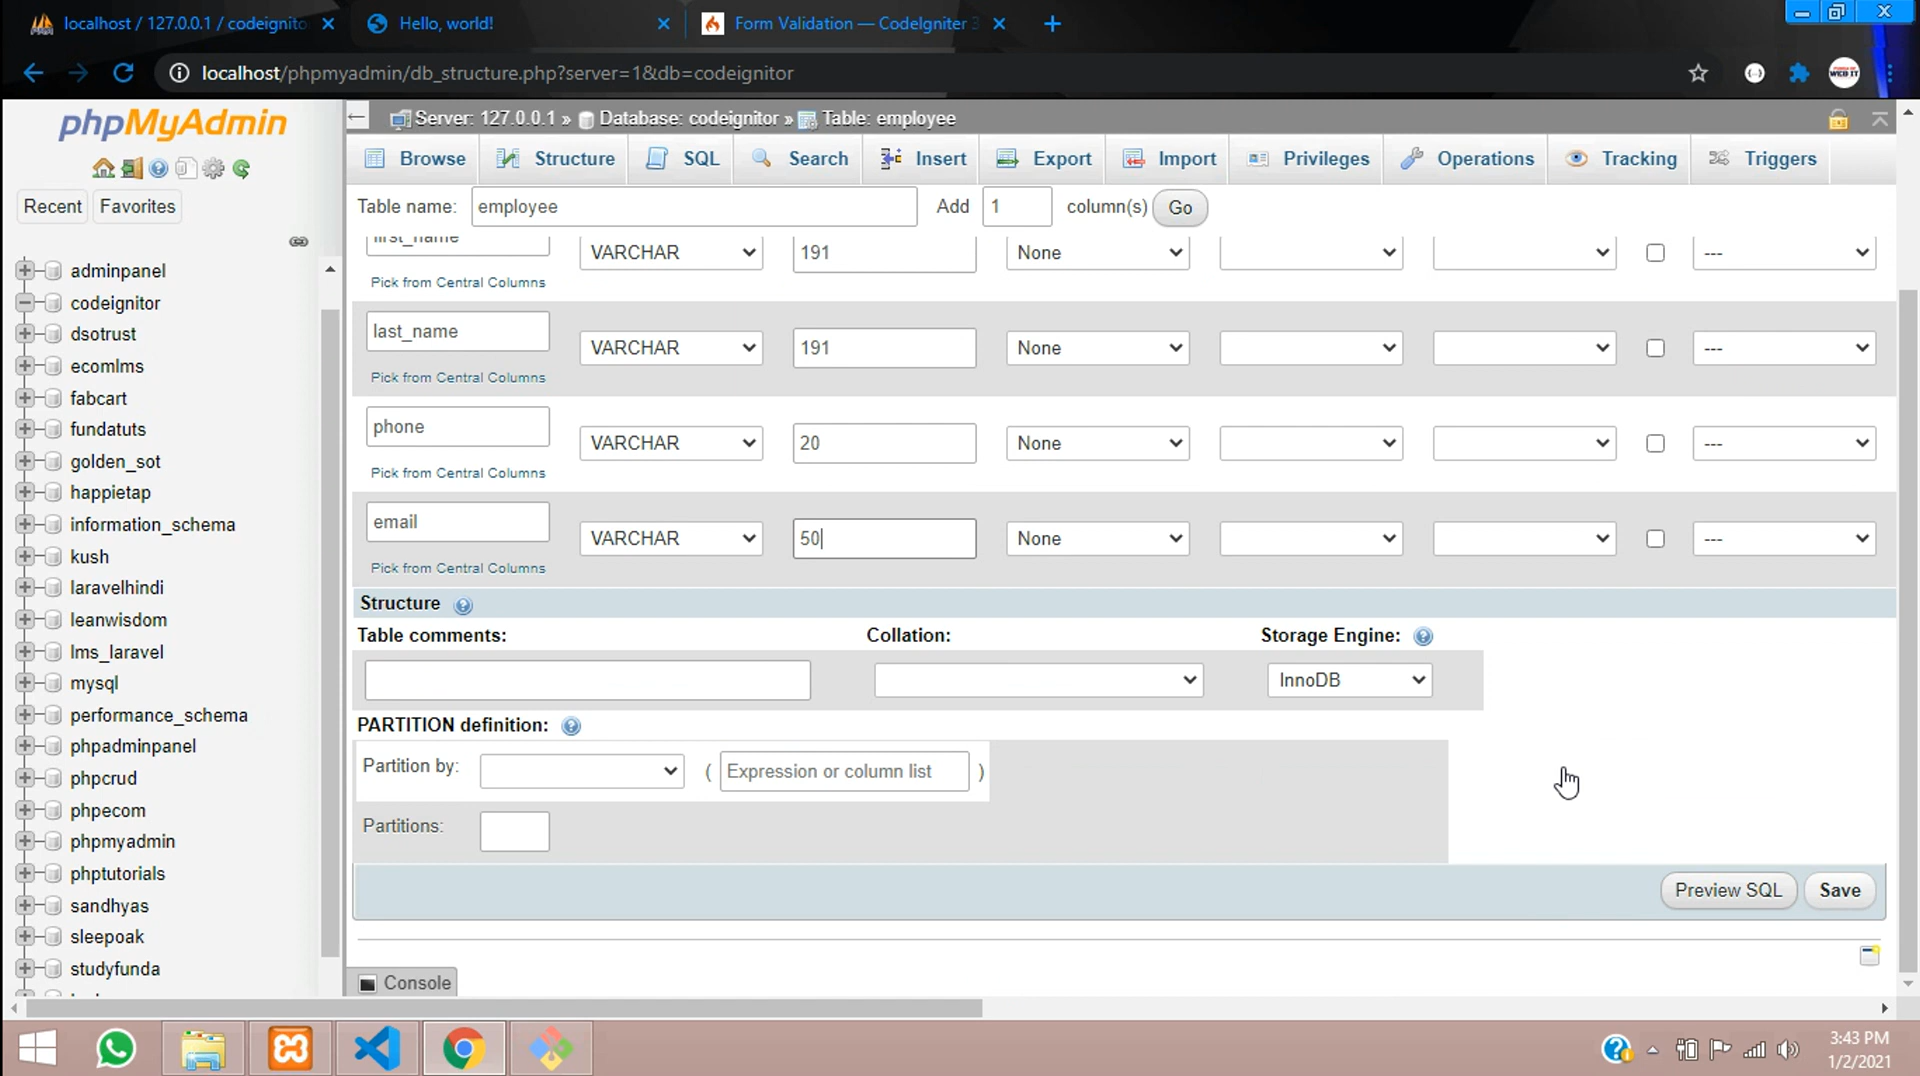 localhost / 127.0.0.1 / codeignito
Hello, world!
Form Validation — CodeIgniter 3
localhost/phpmyadmin/db_structure.php?server=1&db=codeignitor
phpMyAdmin
Recent
Favorites
adminpanel
codeignitor
dsotrust
ecomlms
fabcart
fundatuts
golden_sot
happietap
information_schema
kush
laravelhindi
leanwisdom
lms_laravel
mysql
performance_schema
phpadminpanel
phpcrud
phpecom
phpmyadmin
phptutorials
sandhyas
sleepoak
studyfunda
Server: 127.0.0.1 » Database: codeignitor » Table: employee
Browse Structure SQL Search Insert Export Import Privileges Operations Tracking Triggers
Table name: employee Add 1 column(s) Go
first_name VARCHAR 191 None ---
Pick from Central Columns
last_name VARCHAR 191 None ---
Pick from Central Columns
phone VARCHAR 20 None ---
Pick from Central Columns
email VARCHAR 50 None ---
Pick from Central Columns
Structure
Table comments: Collation: Storage Engine:
InnoDB
PARTITION definition:
Partition by: ( Expression or column list )
Partitions:
Preview SQL Save
Console
3:43 PM
1/2/2021